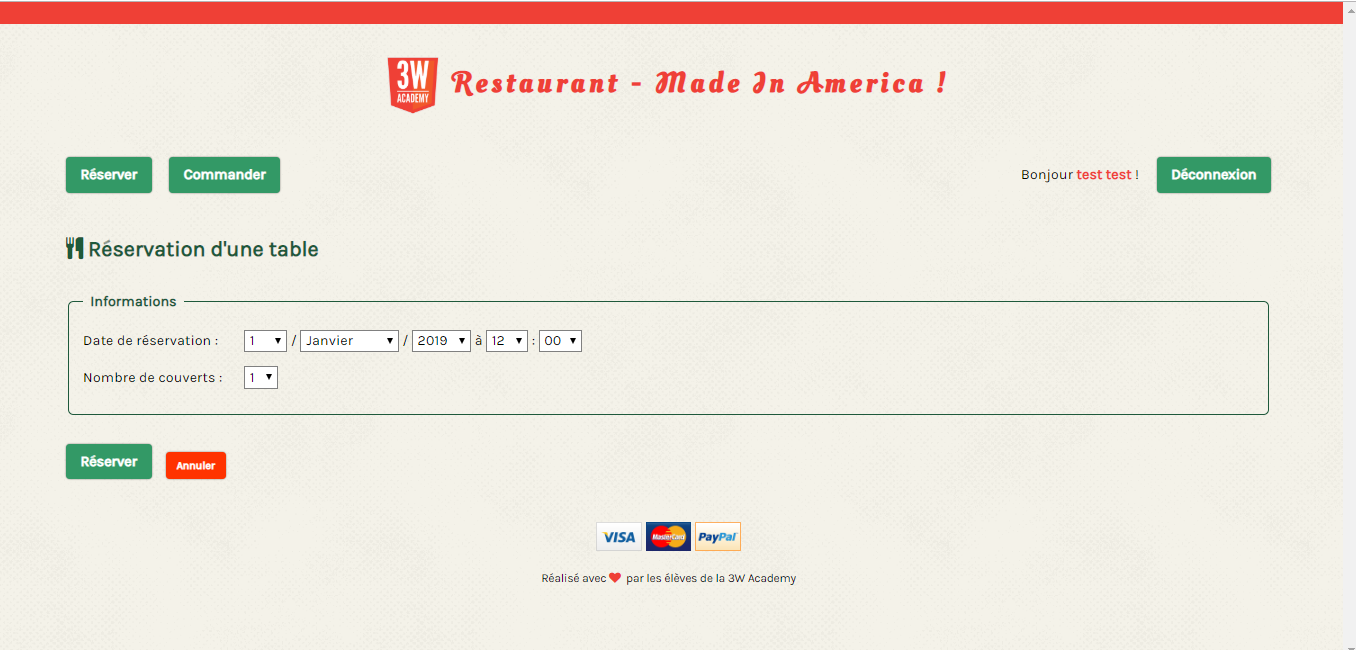 3W
ACADEMY
Restaurant - Made In America !
Réserver Commander Bonjour test test ! Déconnexion
Réservation d'une table
Informations
Date de réservation : 1 / Janvier / 2019 à 12 : 00
Nombre de couverts : 1
Réserver Annuler
VISA MasterCard PayPal
Réalisé avec par les élèves de la 3W Academy